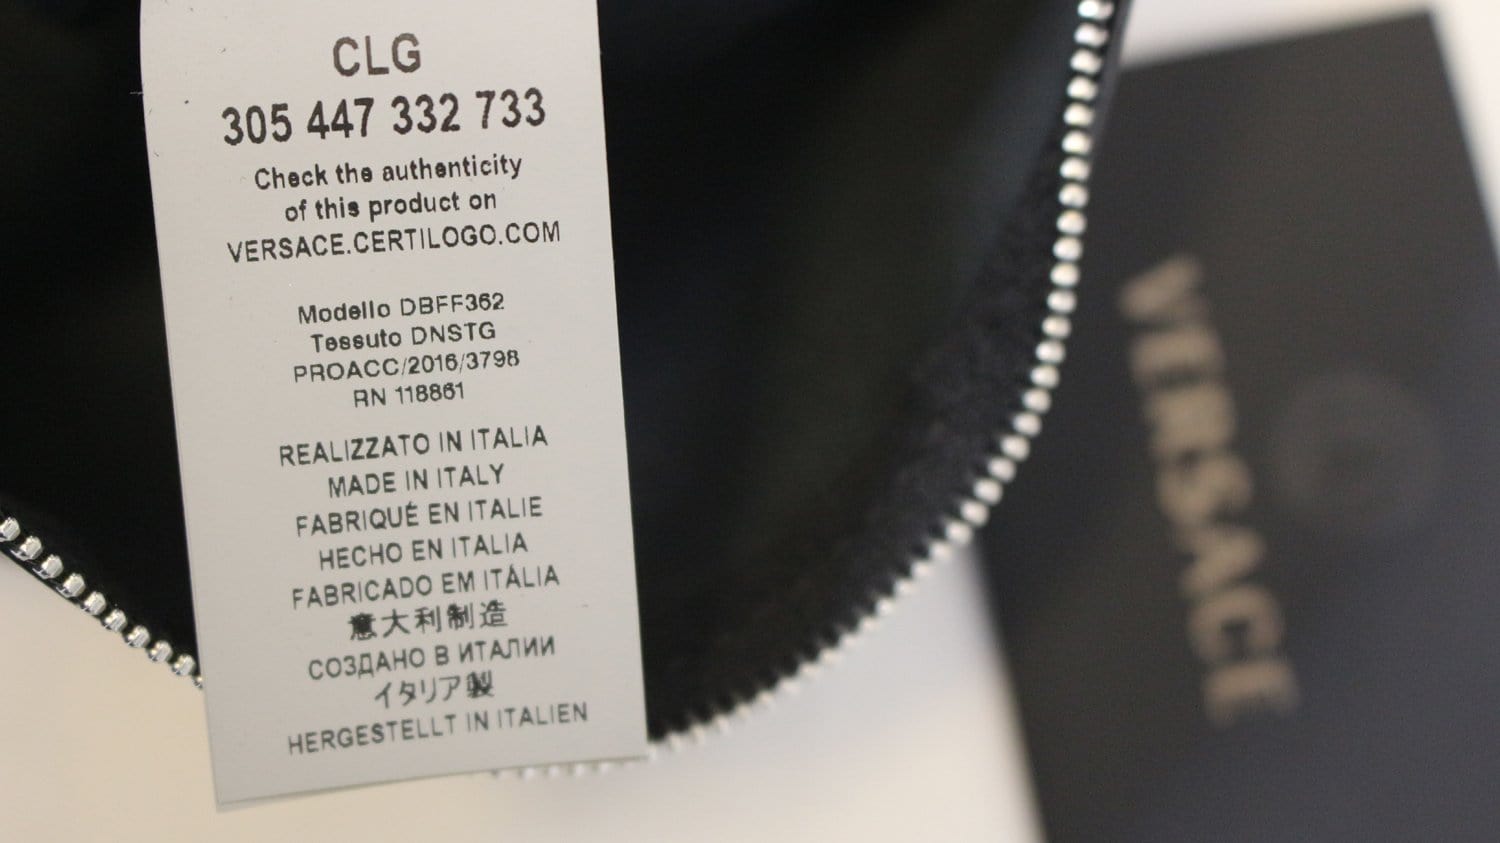 CLG
305 447 332 733
Check the authenticity
of this product on
VERSACE.CERTILOGO.COM
Modello DBFF362
Tessuto DNSTG
PROACC/2016/3798
RN 118861
REALIZZATO IN ITALIA
MADE IN ITALY
FABRIQUÉ EN ITALIE
HECHO EN ITALIA
FABRICADO EM ITÁLIA
意大利制造
СОЗДАНО В ИТАЛИИ
イタリア製
HERGESTELLT IN ITALIEN
VERSACE